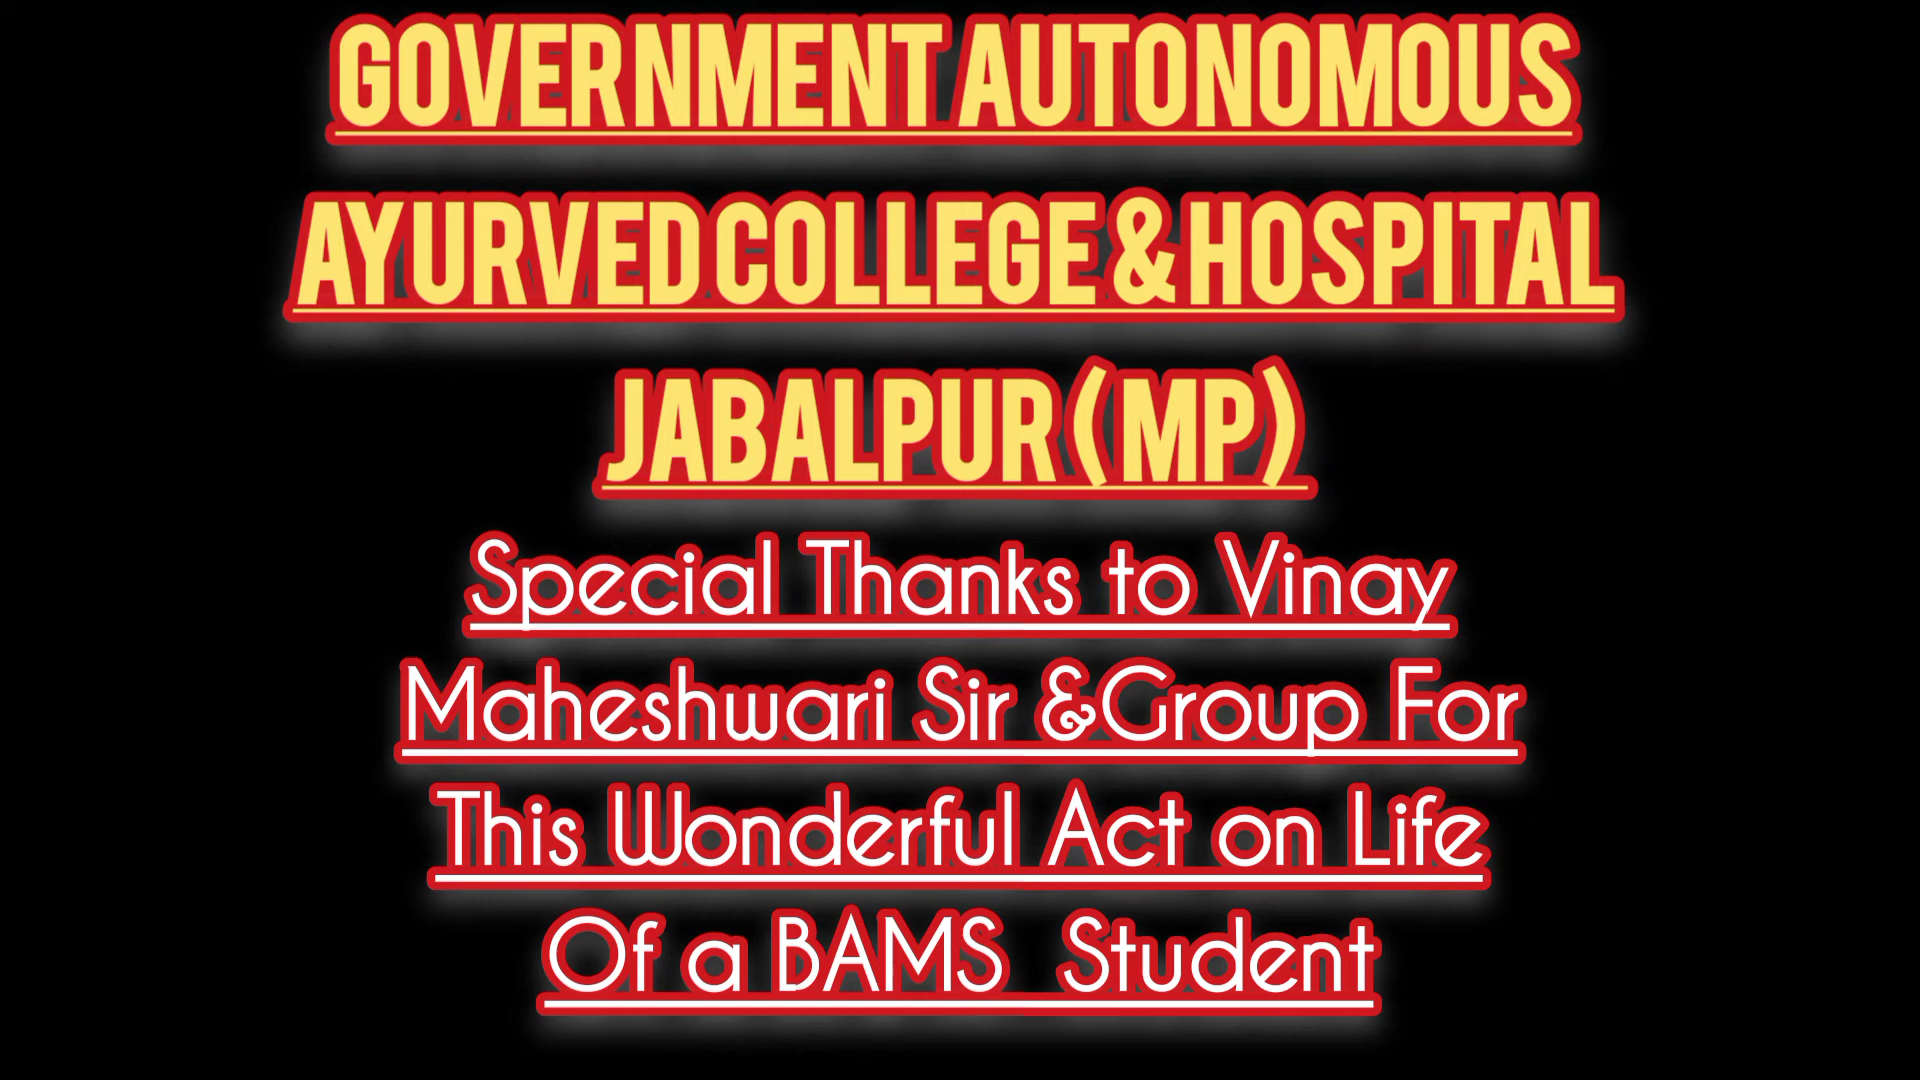 GOVERNMENT AUTONOMOUS
AYURVED COLLEGE & HOSPITAL
JABALPUR ( MP)
Special Thanks to Vinay
Maheshwari Sir &Group For
This Wonderful Act on Life
Of a BAMS Student